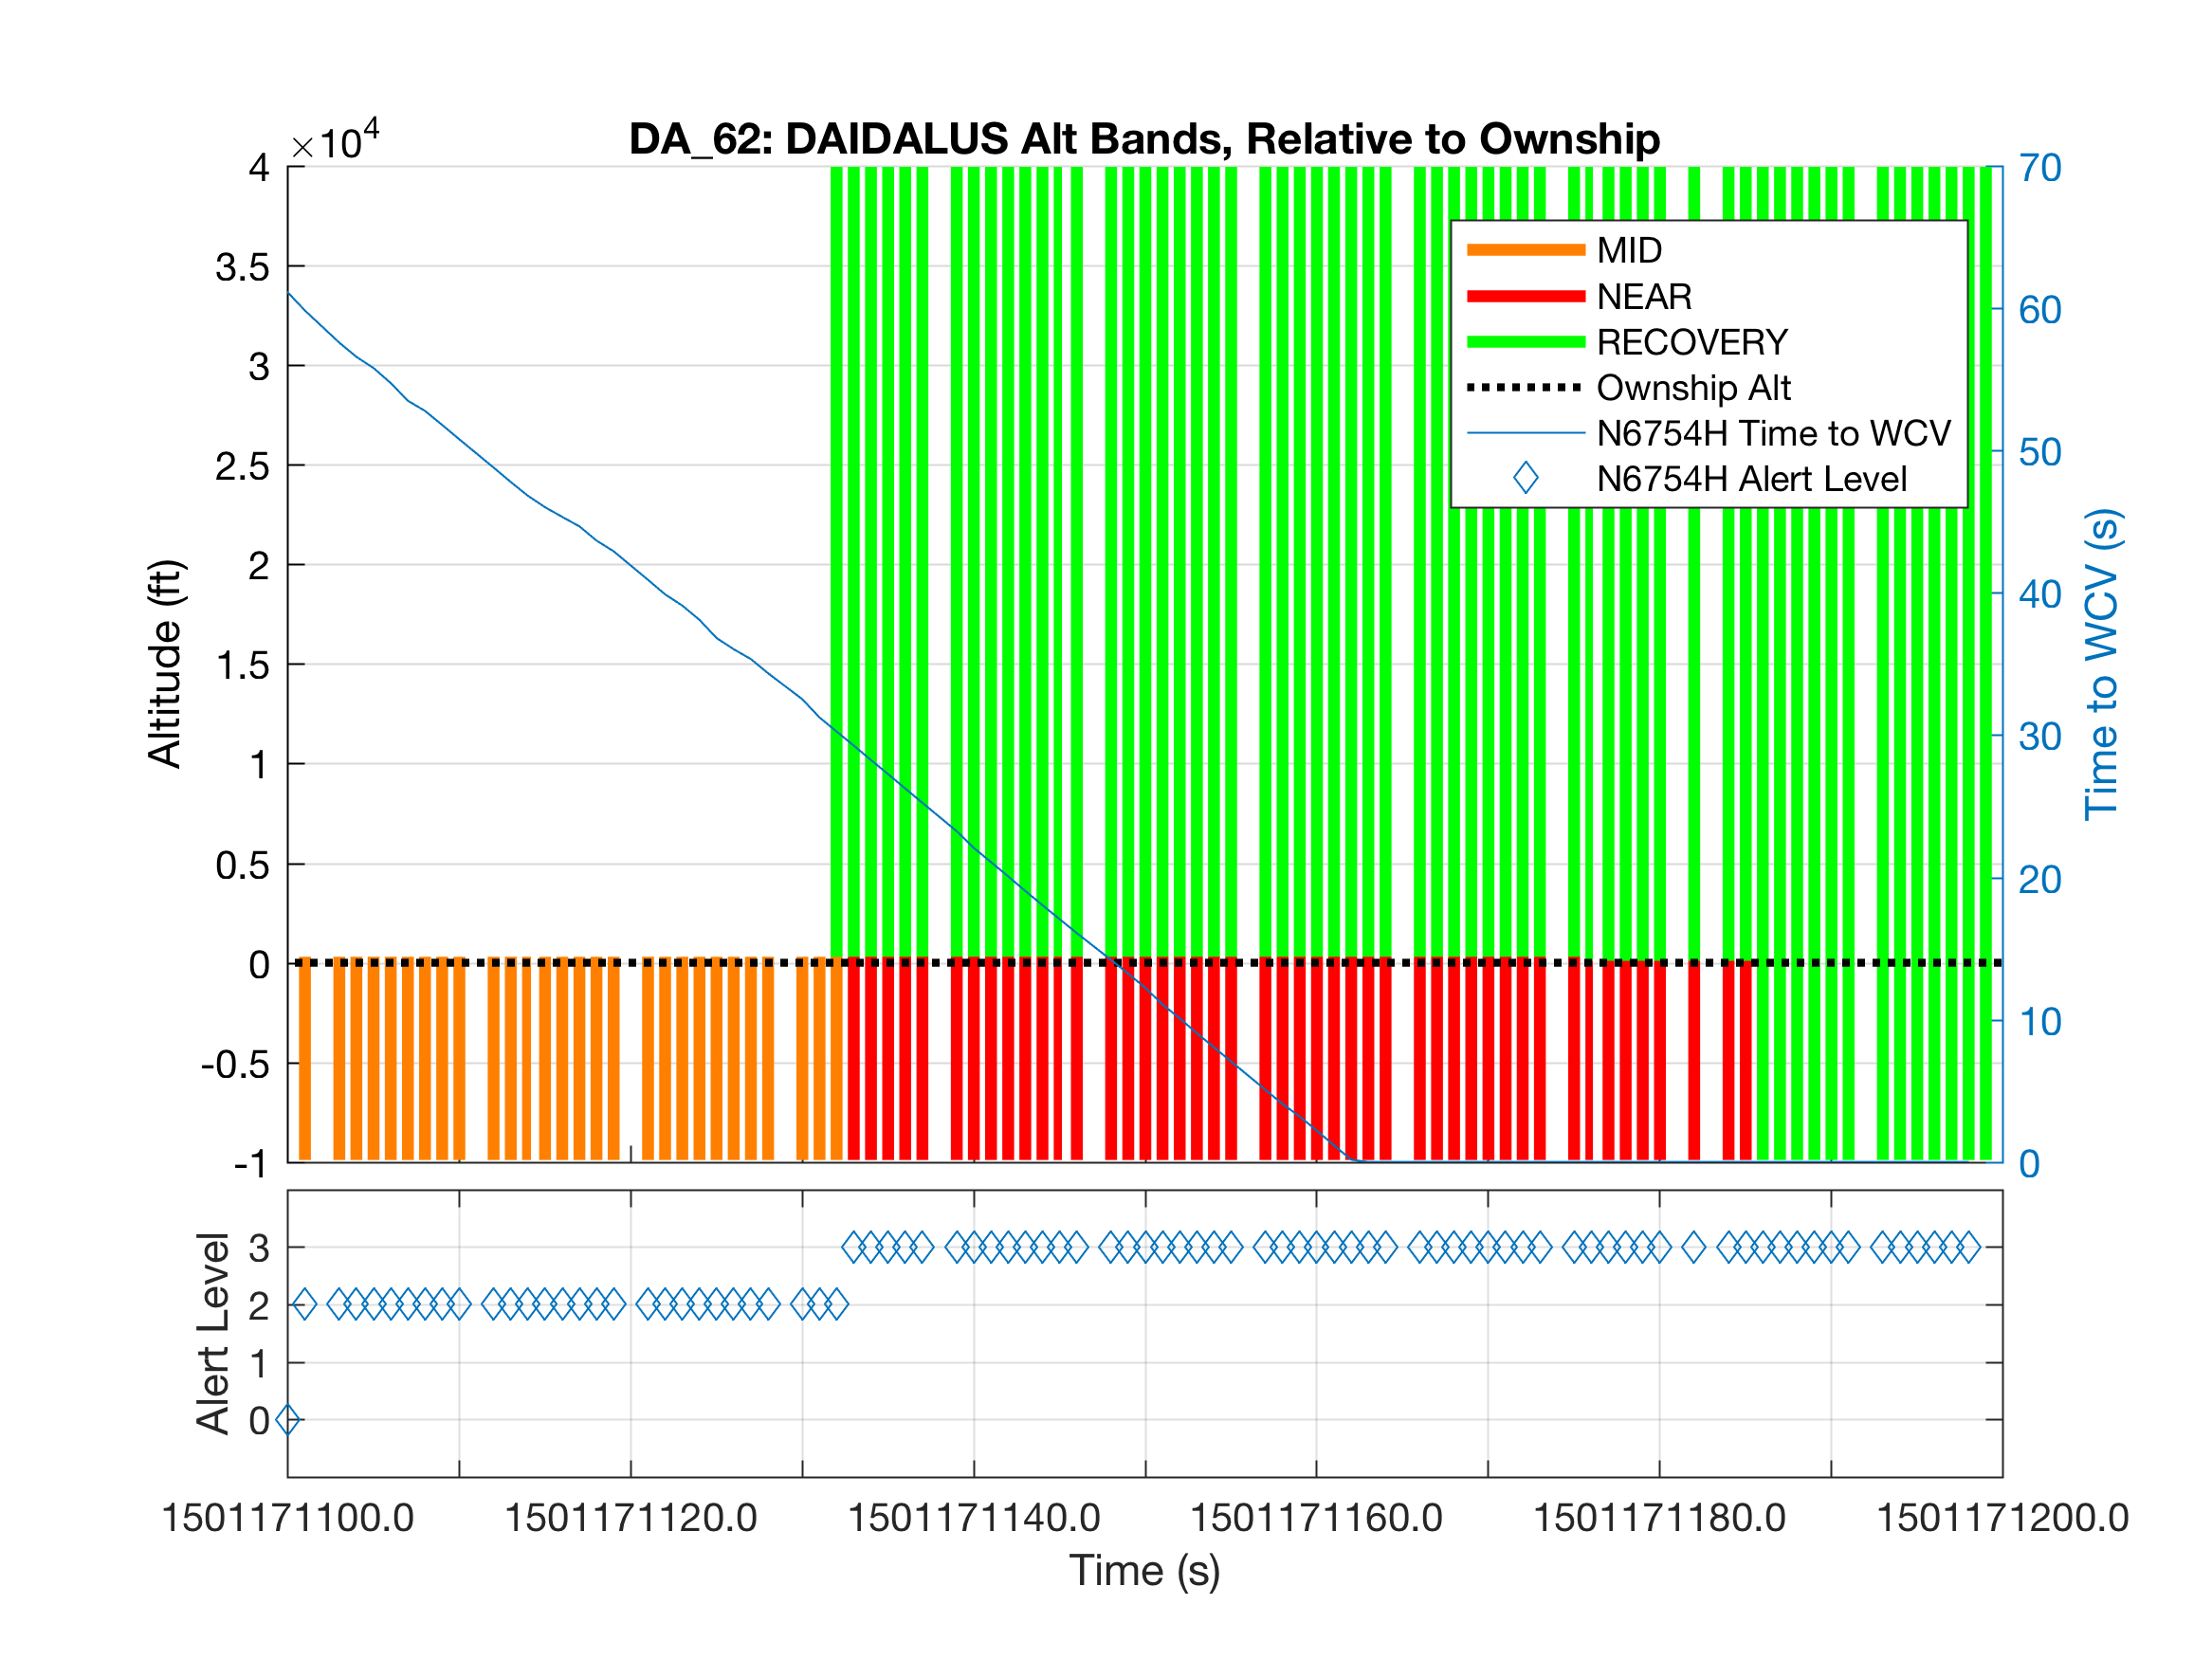 DA_62: DAIDALUS Alt Bands, Relative to Ownship
×10^4
4
3.5
3
2.5
2
1.5
1
0.5
0
-0.5
-1
Altitude (ft)
70
60
50
40
30
20
10
0
Time to WCV (s)
MID
NEAR
RECOVERY
Ownship Alt
N6754H Time to WCV
N6754H Alert Level
3
2
1
0
Alert Level
1501171100.0 1501171120.0 1501171140.0 1501171160.0 1501171180.0 1501171200.0
Time (s)